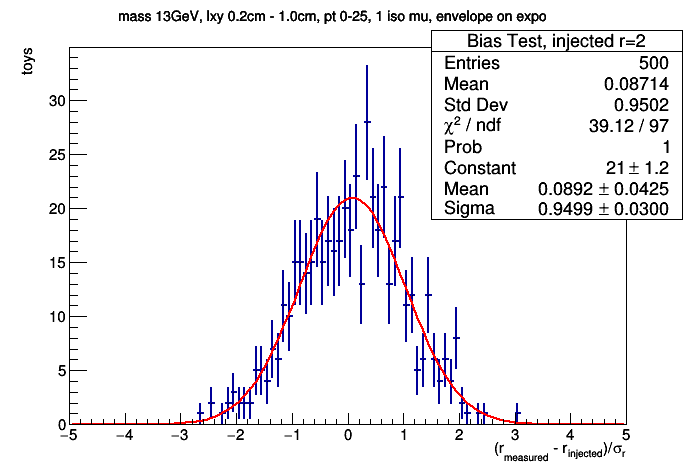 mass 13GeV, lxy 0.2cm - 1.0cm, pt 0-25, 1 iso mu, envelope on expo
Bias Test, injected r=2
Entries 500
Mean 0.08714
Std Dev 0.9502
χ² / ndf 39.12 / 97
Prob 1
Constant 21 ± 1.2
Mean 0.0892 ± 0.0425
Sigma 0.9499 ± 0.0300
toys
30
25
20
15
10
5
0
−5 −4 −3 −2 −1 0 1 2 3 4 5
(r_measured - r_injected)/σ_r